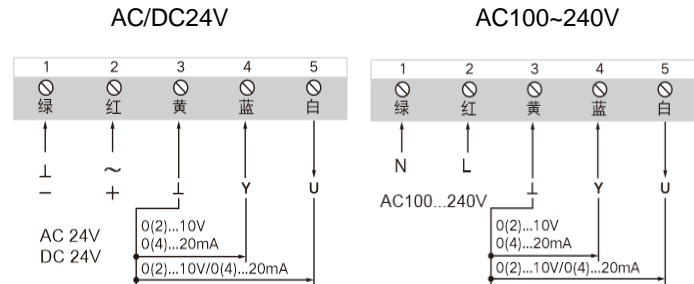 AC/DC24V
1 2 3 4 5
绿 红 黄 蓝 白
⊥ ~ ⊥ Y U
− +
AC 24V
DC 24V
0(2)...10V
0(4)...20mA
0(2)...10V/0(4)...20mA
AC100~240V
1 2 3 4 5
绿 红 黄 蓝 白
N L ⊥ Y U
AC100...240V
0(2)...10V
0(4)...20mA
0(2)...10V/0(4)...20mA